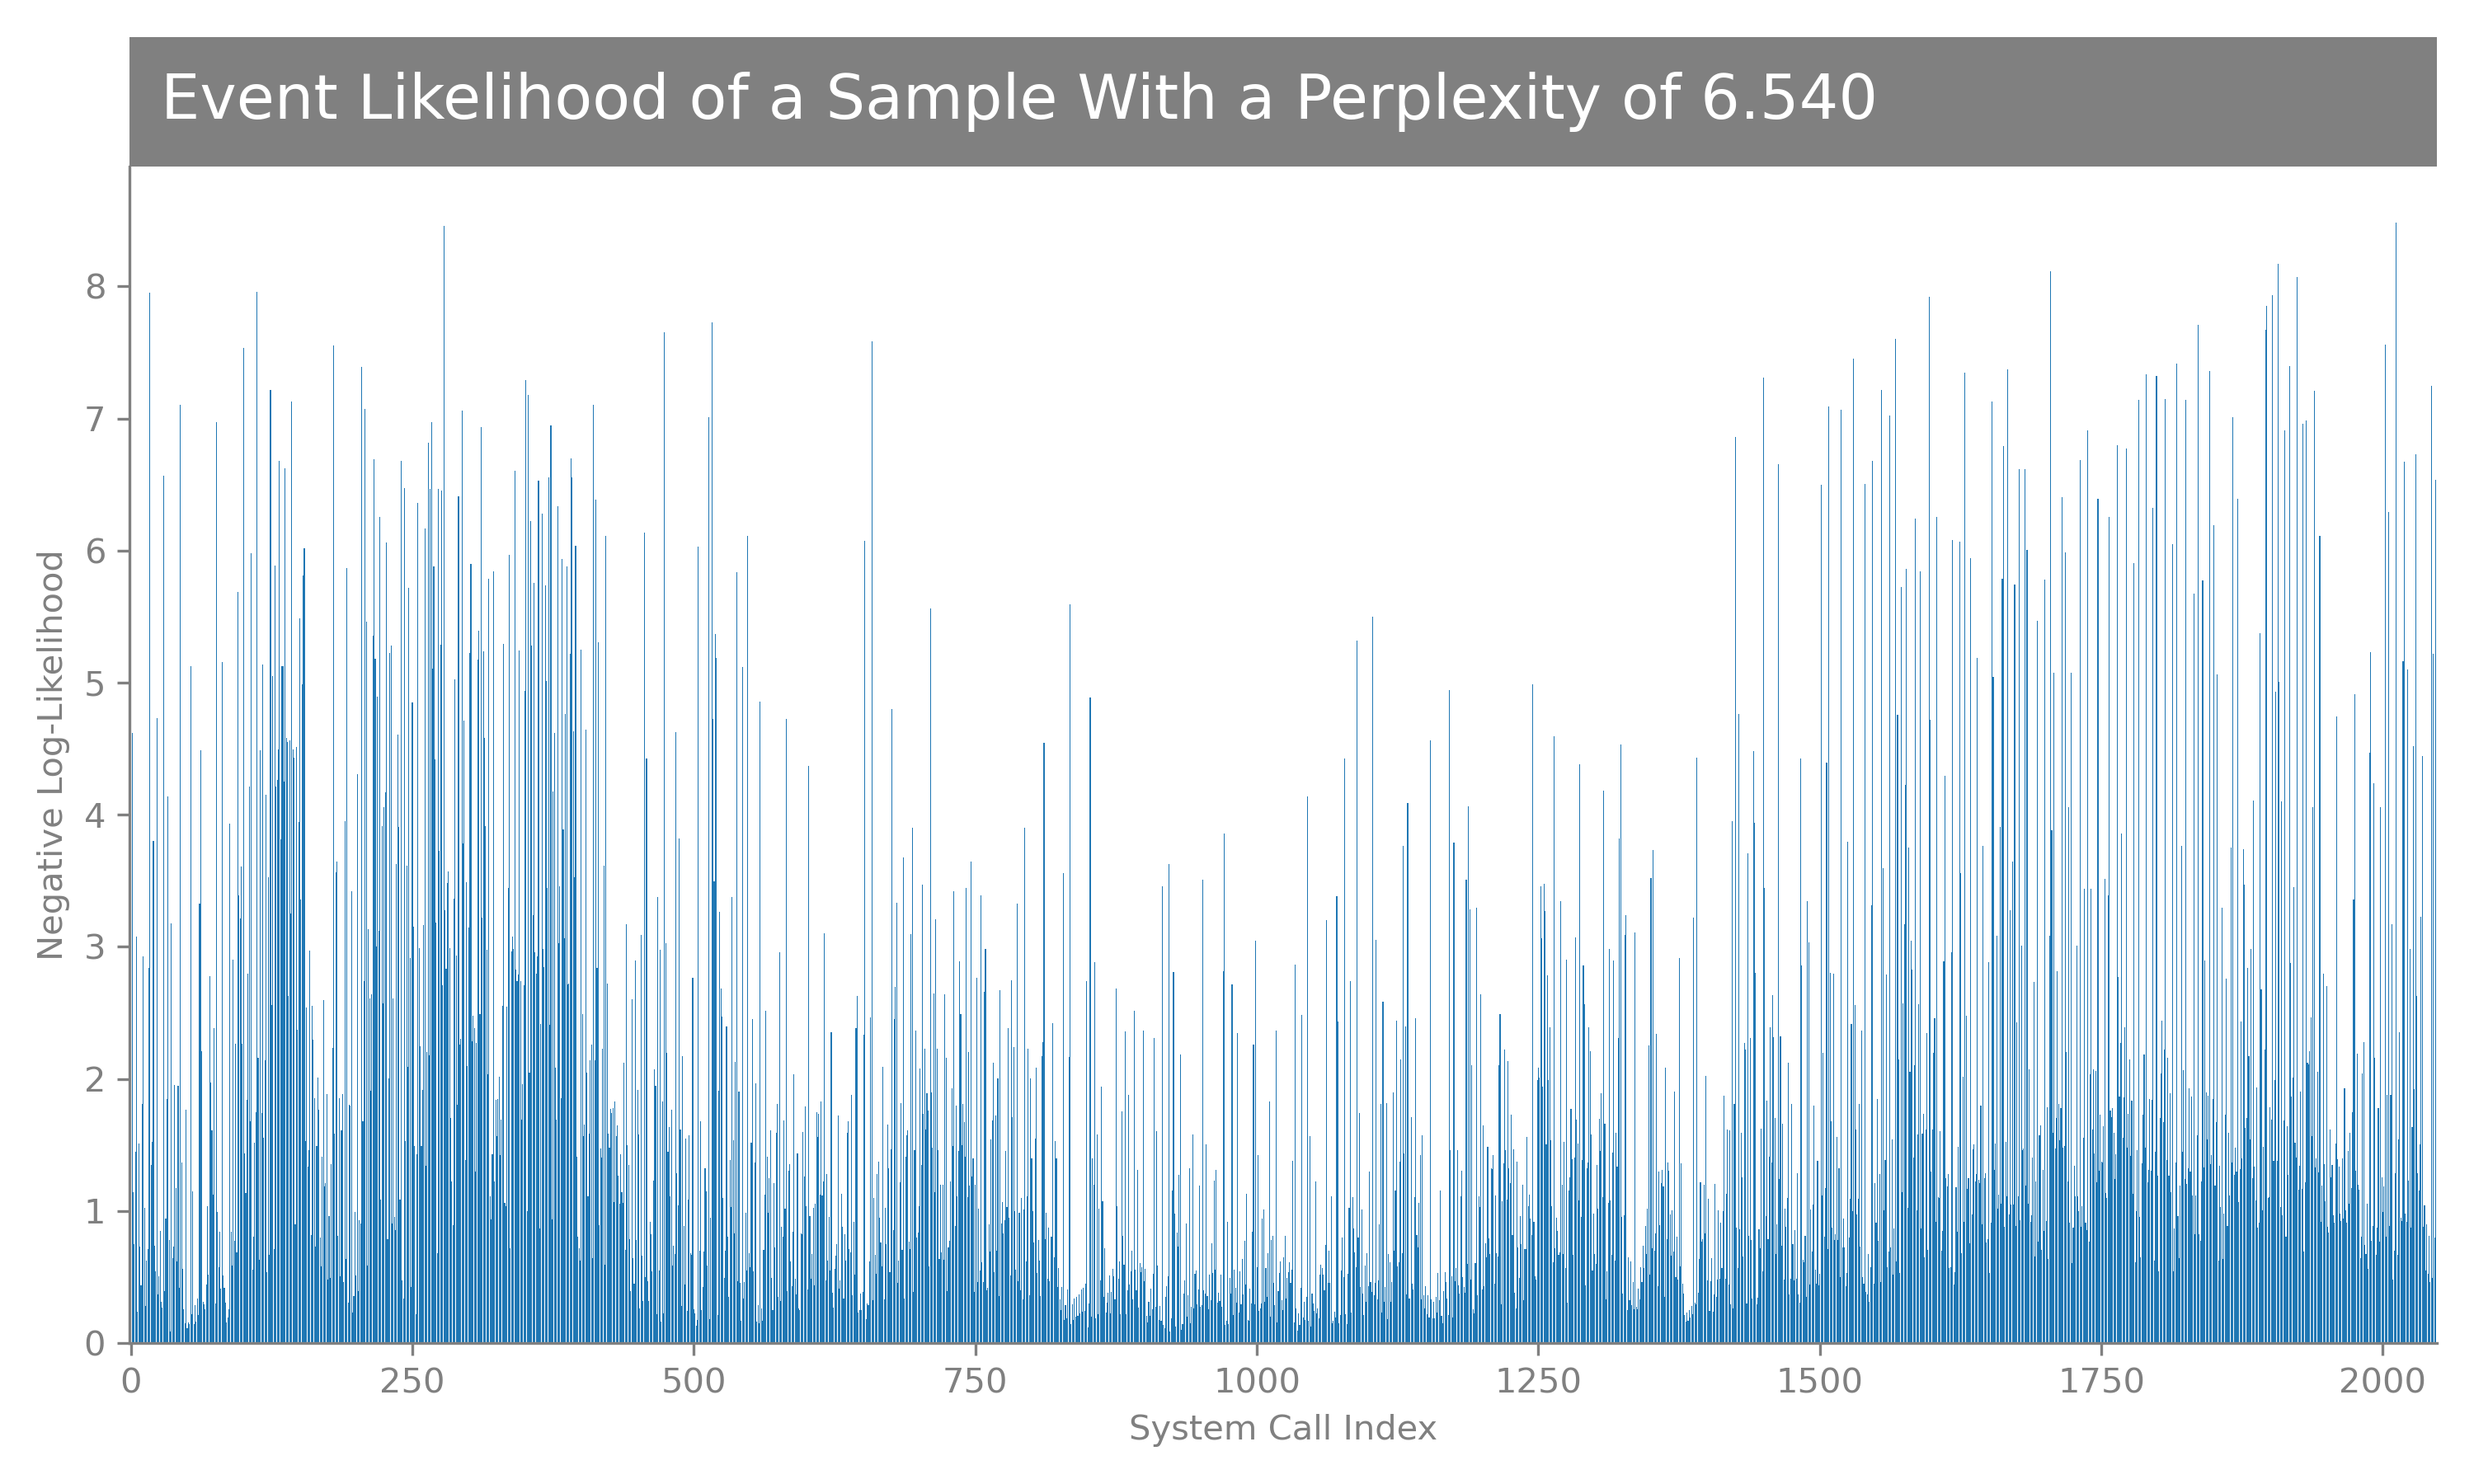 Event Likelihood of a Sample With a Perplexity of 6.540
8
7
6
5
4
3
2
1
0
Negative Log-Likelihood
0 250 500 750 1000 1250 1500 1750 2000
System Call Index